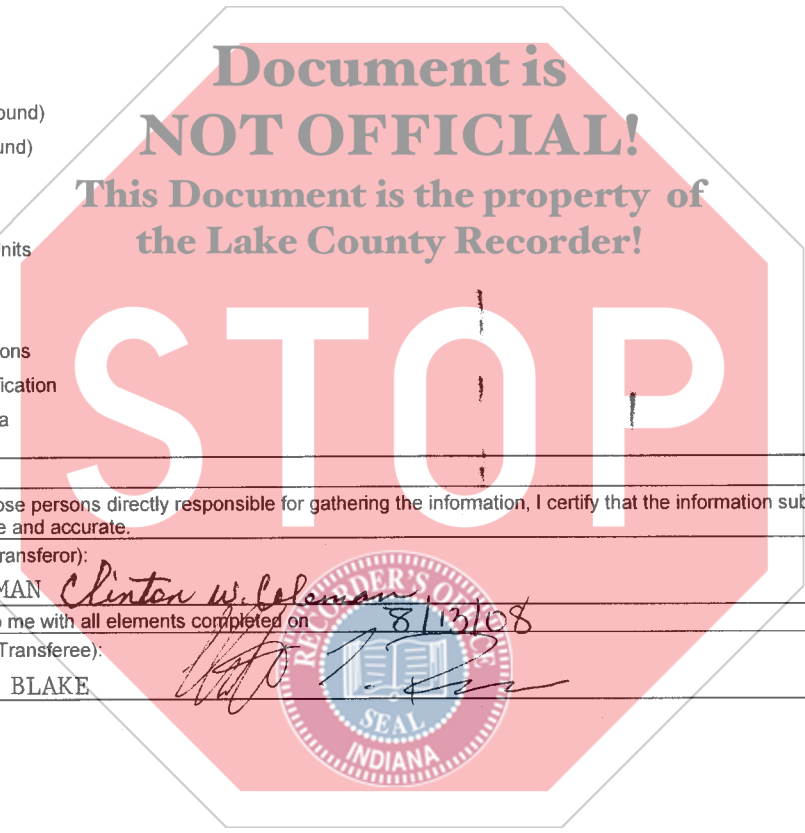 Document is
ound)
NOT OFFICIAL!
und)
This Document is the property of
nits
the Lake County Recorder!
STOP
ons
ication
a
ose persons directly responsible for gathering the information, I certify that the information sub
e and accurate.
ransferor):
MAN Clinton W. Coleman
o me with all elements completed on 8/13/08
Transferee):
BLAKE
RECORDER'S OFFICE
SEAL
INDIANA